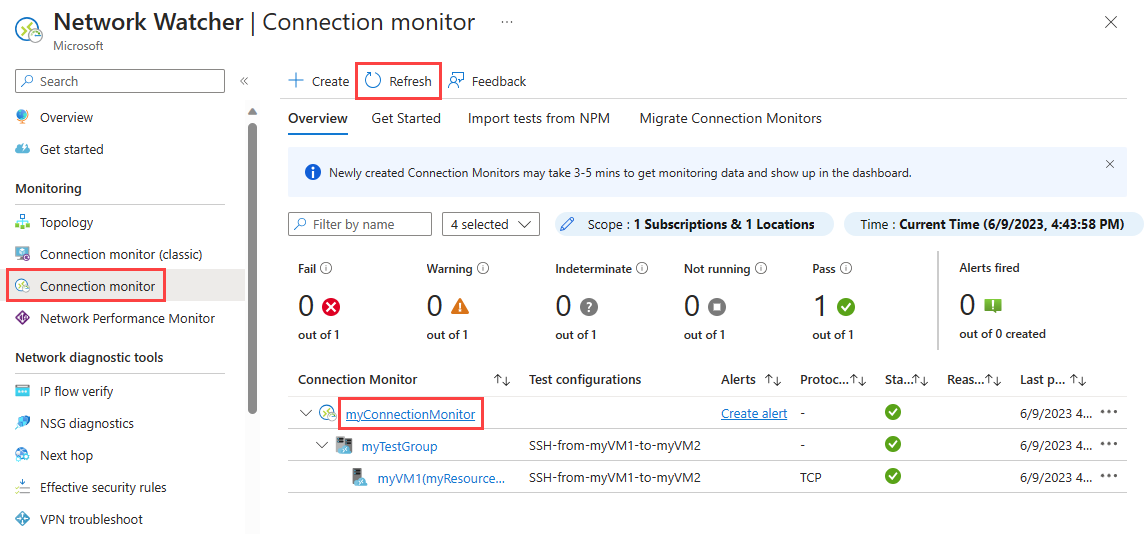 Network Watcher | Connection monitor ...
Microsoft
Search
«
Overview
Get started
Monitoring
Topology
Connection monitor (classic)
Connection monitor
Network Performance Monitor
Network diagnostic tools
IP flow verify
NSG diagnostics
Next hop
Effective security rules
VPN troubleshoot
Create Refresh Feedback
Overview Get Started Import tests from NPM Migrate Connection Monitors
Newly created Connection Monitors may take 3-5 mins to get monitoring data and show up in the dashboard.
Filter by name 4 selected Scope : 1 Subscriptions & 1 Locations Time : Current Time (6/9/2023, 4:43:58 PM)
Fail Warning Indeterminate Not running Pass Alerts fired
0 0 0 0 1 0
out of 1 out of 1 out of 1 out of 1 out of 1 out of 0 created
Connection Monitor Test configurations Alerts Protoc... Sta... Reas... Last p...
myConnectionMonitor Create alert - 6/9/2023 4...
myTestGroup SSH-from-myVM1-to-myVM2 - 6/9/2023 4...
myVM1(myResource... SSH-from-myVM1-to-myVM2 TCP 6/9/2023 4...